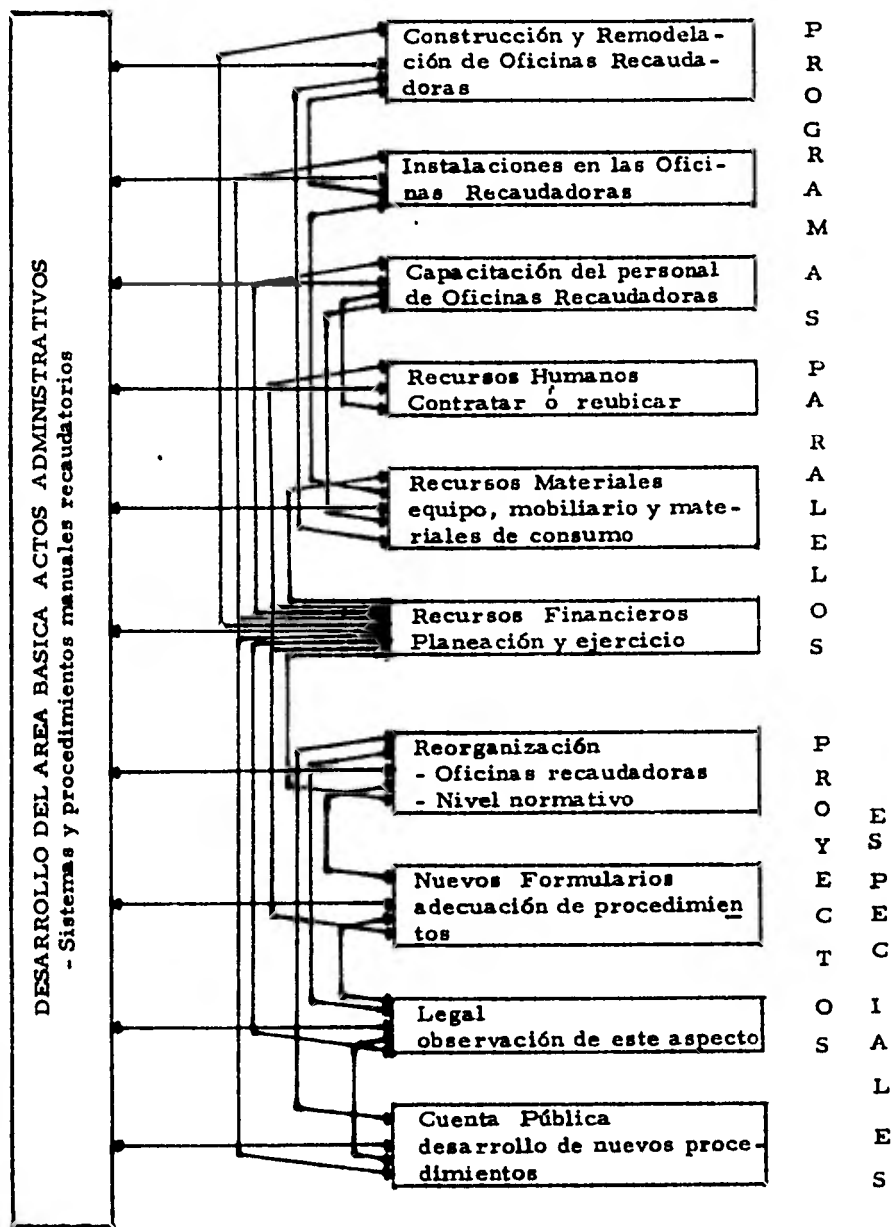 DESARROLLO DEL AREA BASICA ACTOS ADMINISTRATIVOS
- Sistemas y procedimientos manuales recaudatorios
Construcción y Remodela-
ción de Oficinas Recauda-
doras
Instalaciones en las Ofici-
nas Recaudadoras
Capacitación del personal
de Oficinas Recaudadoras
Recursos Humanos
Contratar ó reubicar
Recursos Materiales
equipo, mobiliario y mate-
riales de consumo
Recursos Financieros
Planeación y ejercicio
PROGRAMAS PARALELOS
Reorganización
- Oficinas recaudadoras
- Nivel normativo
Nuevos Formularios
adecuación de procedimien
tos
Legal
observación de este aspecto
Cuenta Pública
desarrollo de nuevos proce-
dimientos
PROYECTOS
ESPECIALES